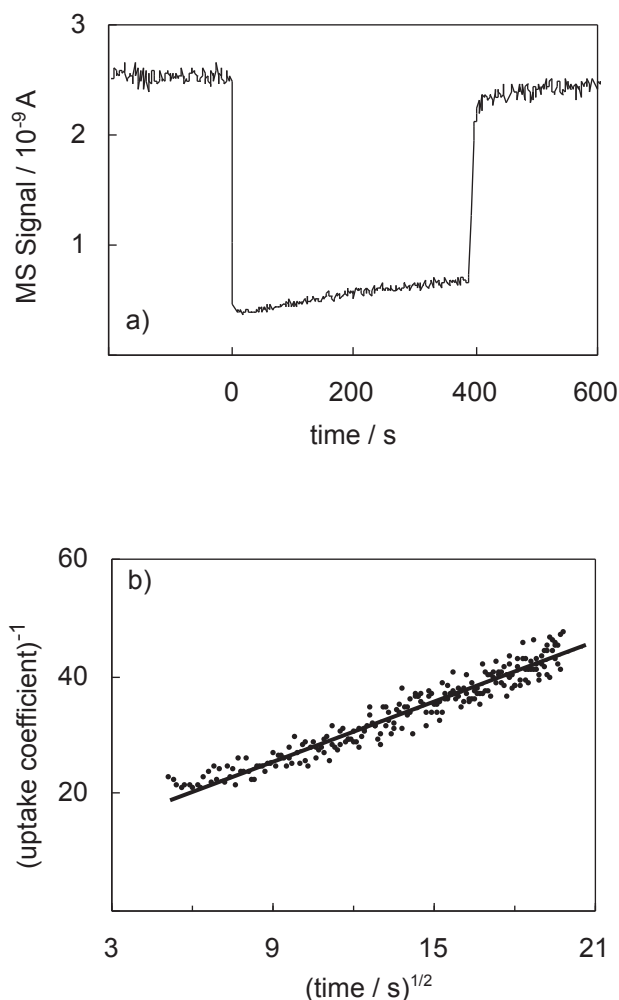 3
2
1
MS Signal / 10-9 A
a)
0
200
400
600
time / s
60
b)
40
20
(uptake coefficient)-1
3
9
15
21
(time / s)1/2